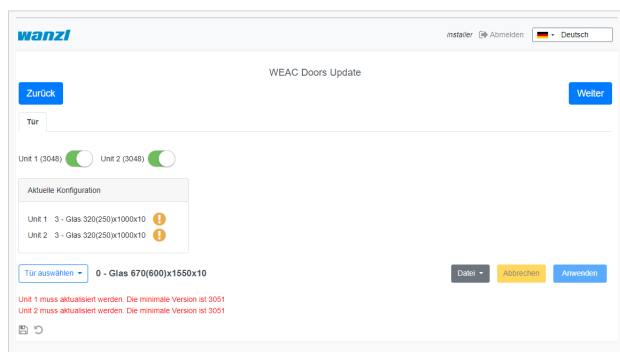 wanzl
installer Abmelden Deutsch
WEAC Doors Update
Zurück Weiter
Tür
Unit 1 (3048) Unit 2 (3048)
Aktuelle Konfiguration
Unit 1 3 - Glas 320(250)x1000x10
Unit 2 3 - Glas 320(250)x1000x10
Tür auswählen 0 - Glas 670(600)x1550x10 Datei Abbrechen Anwenden
Unit 1 muss aktualisiert werden. Die minimale Version ist 3051
Unit 2 muss aktualisiert werden. Die minimale Version ist 3051